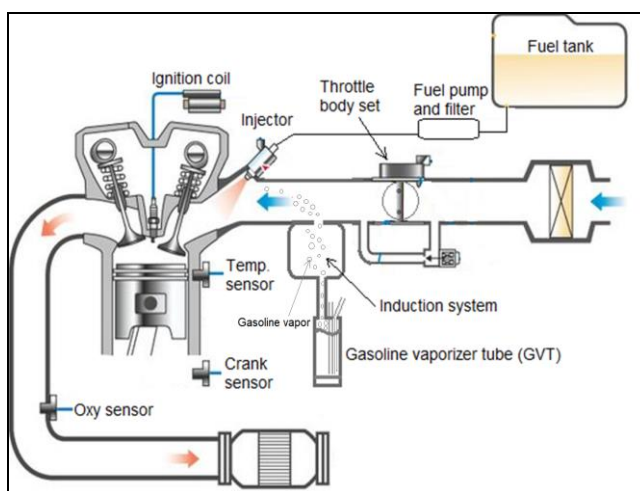 Fuel tank
Ignition coil
Throttle
body set
Fuel pump
and filter
Injector
Temp.
sensor
Induction system
Gasoline vapor
Gasoline vaporizer tube (GVT)
Crank
sensor
Oxy sensor